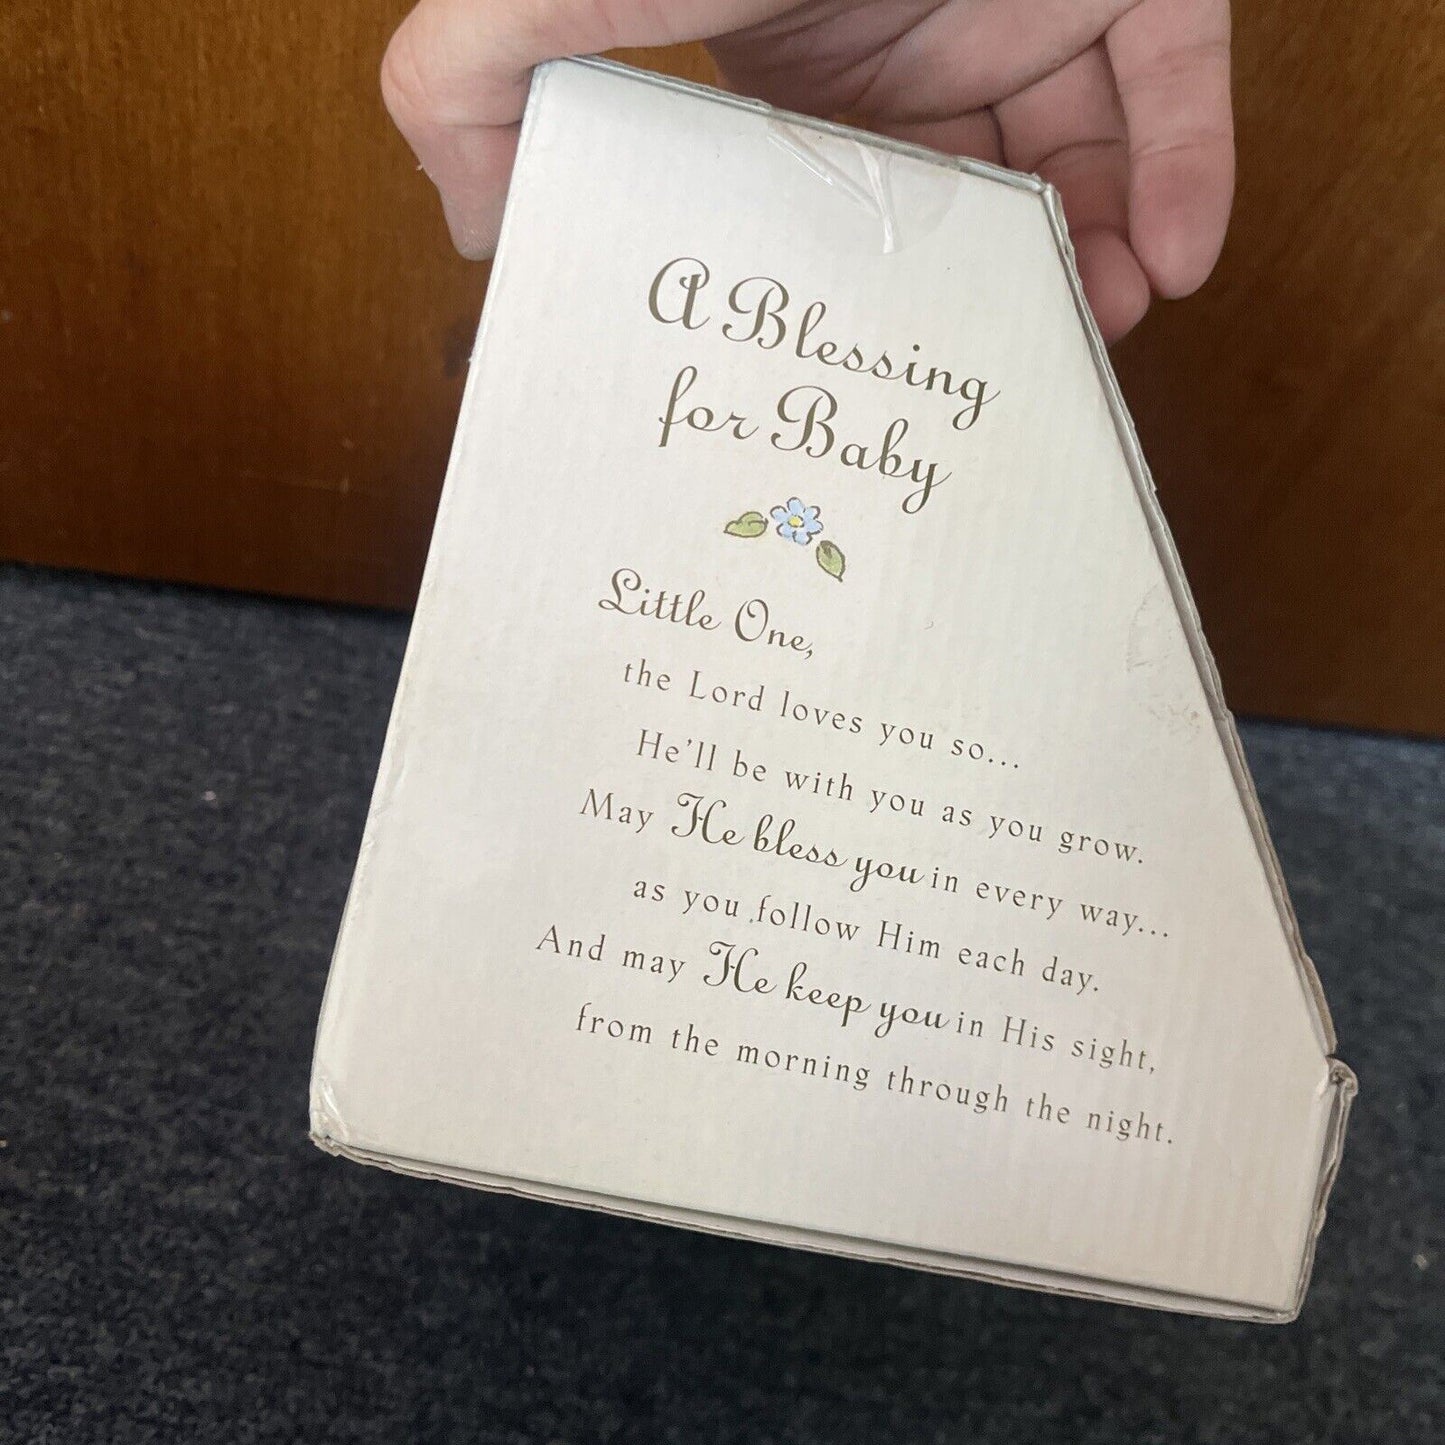 A Blessing
for Baby
Little One,
the Lord loves you so...
He'll be with you as you grow.
May He bless you in every way...
as you follow Him each day.
And may He keep you in His sight,
from the morning through the night.